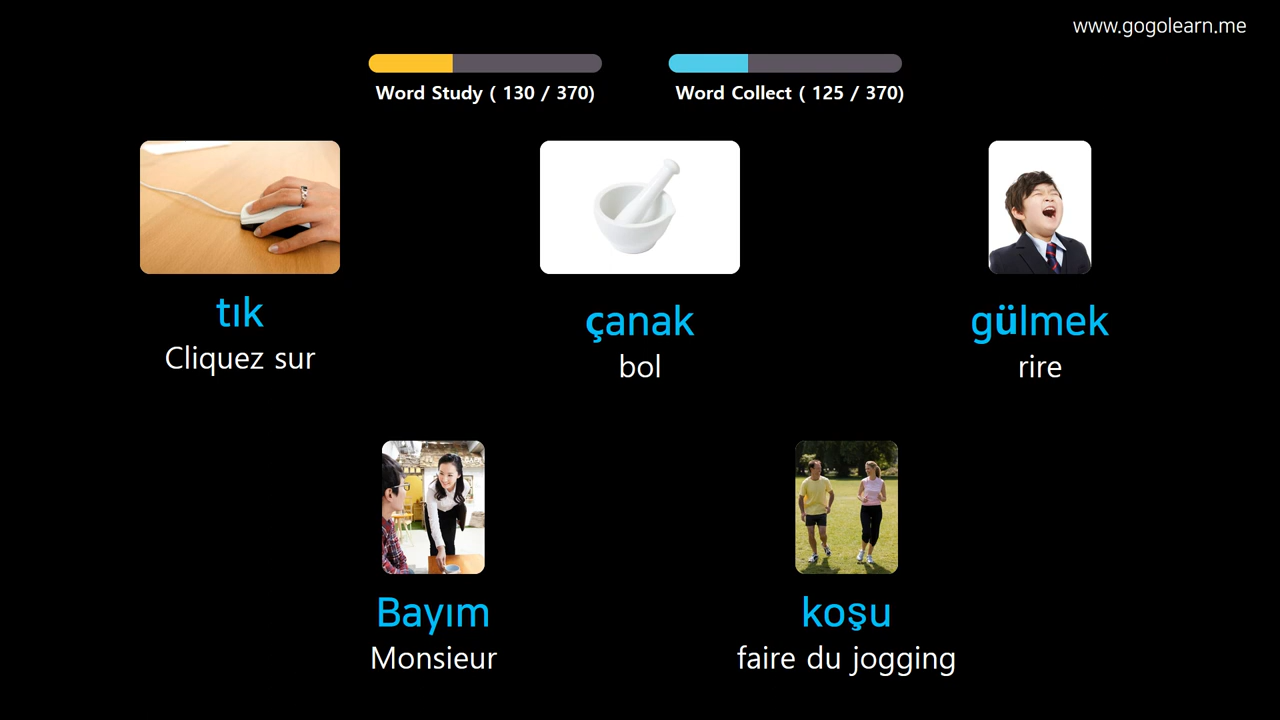 www.gogolearn.me
Word Study ( 130 / 370)
Word Collect ( 125 / 370)
tık
Cliquez sur
çanak
bol
gülmek
rire
Bayım
Monsieur
koşu
faire du jogging